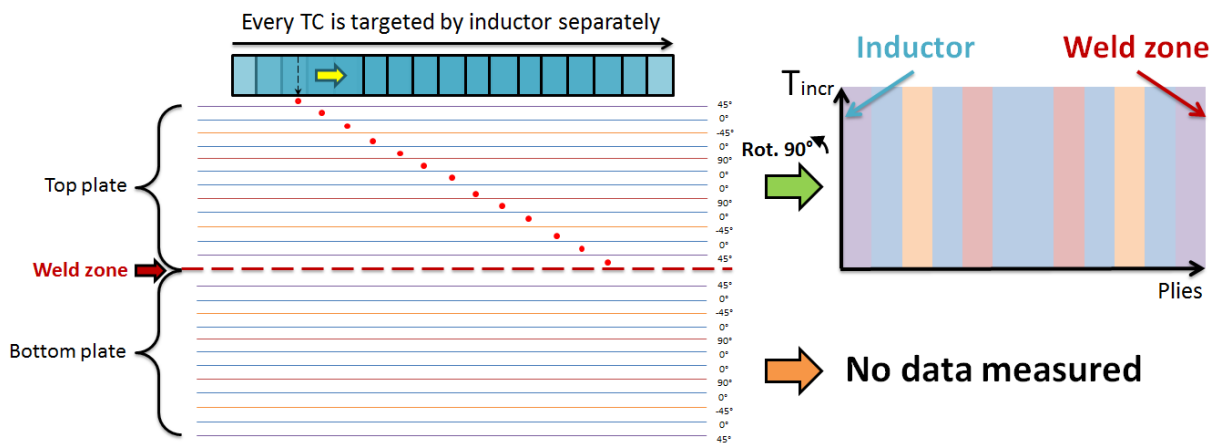 Every TC is targeted by inductor separately
45°
0°
-45°
0°
90°
0°
0°
90°
0°
-45°
0°
45°
Top plate
Weld zone
45°
0°
-45°
0°
90°
0°
0°
90°
0°
-45°
0°
45°
Bottom plate
Inductor
Weld zone
Tincr
Rot. 90°
Plies
No data measured